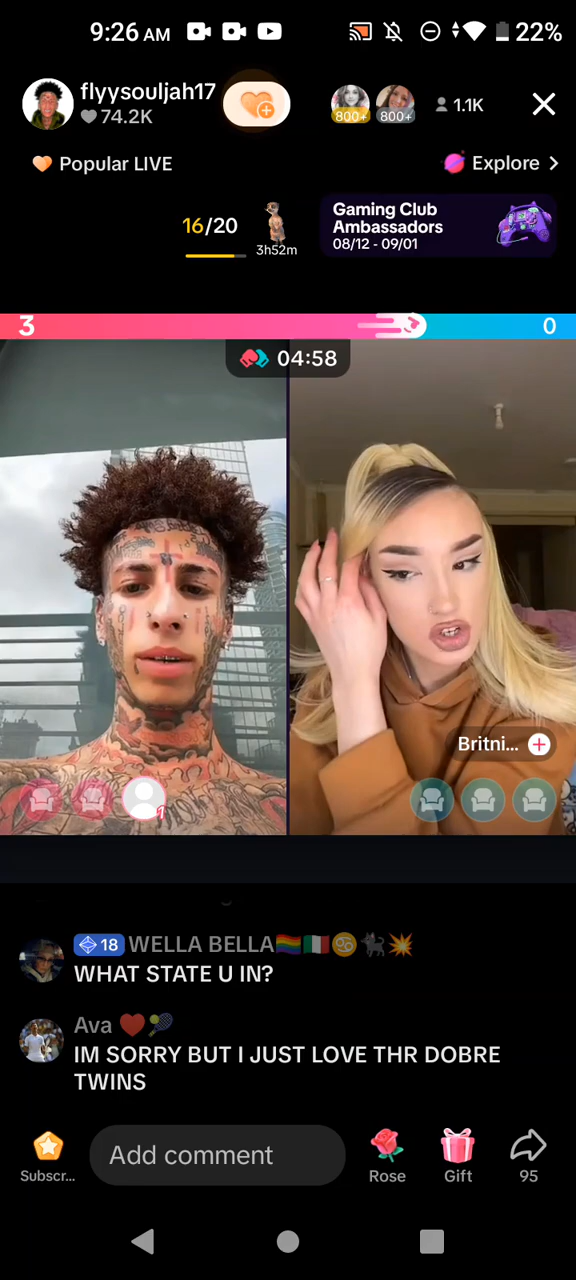 9:26 AM
22%
flyysouljah17
74.2K
800+
800+
1.1K
Popular LIVE
Explore >
16/20
3h52m
Gaming Club
Ambassadors
08/12 - 09/01
3
0
04:58
Britni...
1
18 WELLA BELLA
WHAT STATE U IN?
Ava
IM SORRY BUT I JUST LOVE THR DOBRE
TWINS
Subscr...
Add comment
Rose
Gift
95